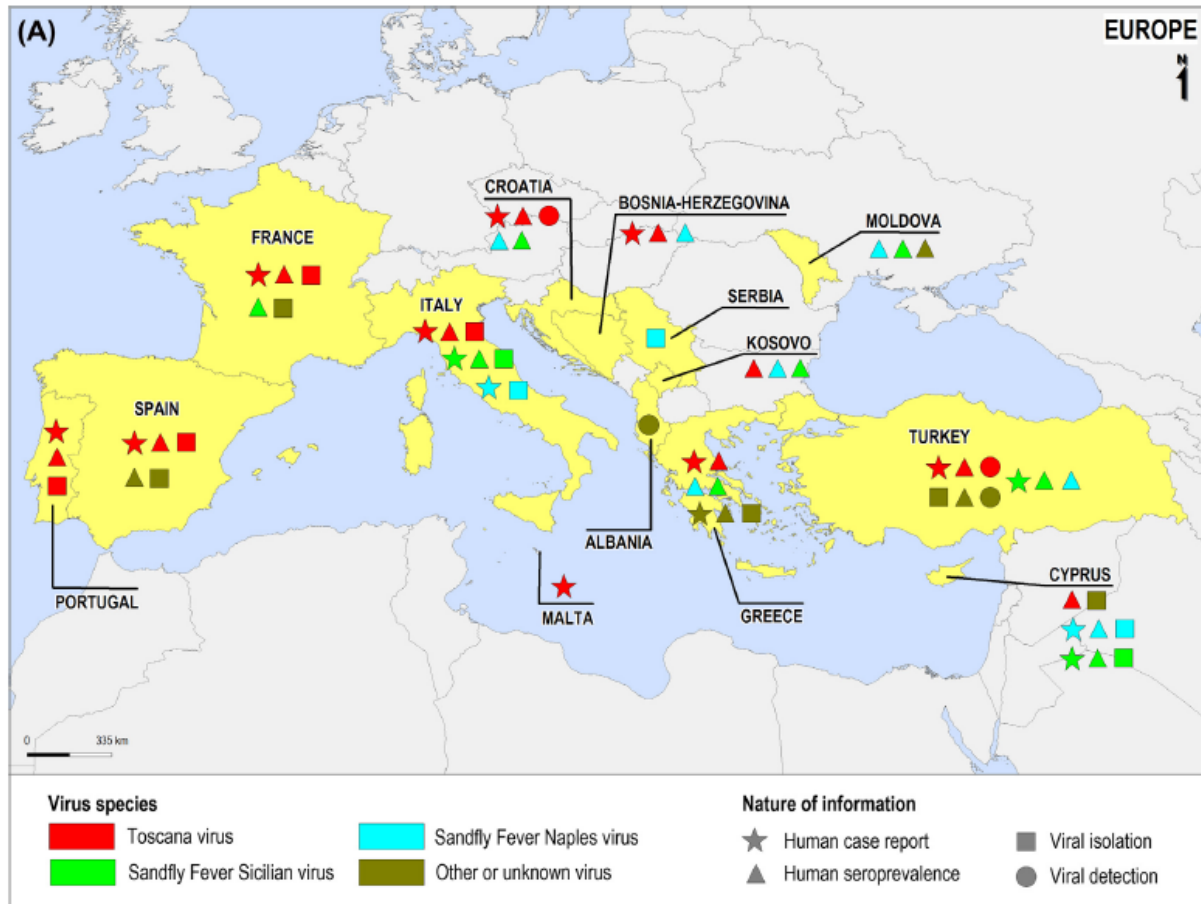 (A)
EUROPE
N
CROATIA
BOSNIA-HERZEGOVINA
MOLDOVA
FRANCE
ITALY
SERBIA
KOSOVO
SPAIN
TURKEY
ALBANIA
CYPRUS
PORTUGAL
MALTA
GREECE
0 335 km
Virus species
Nature of information
Toscana virus
Sandfly Fever Naples virus
Human case report
Viral isolation
Sandfly Fever Sicilian virus
Other or unknown virus
Human seroprevalence
Viral detection